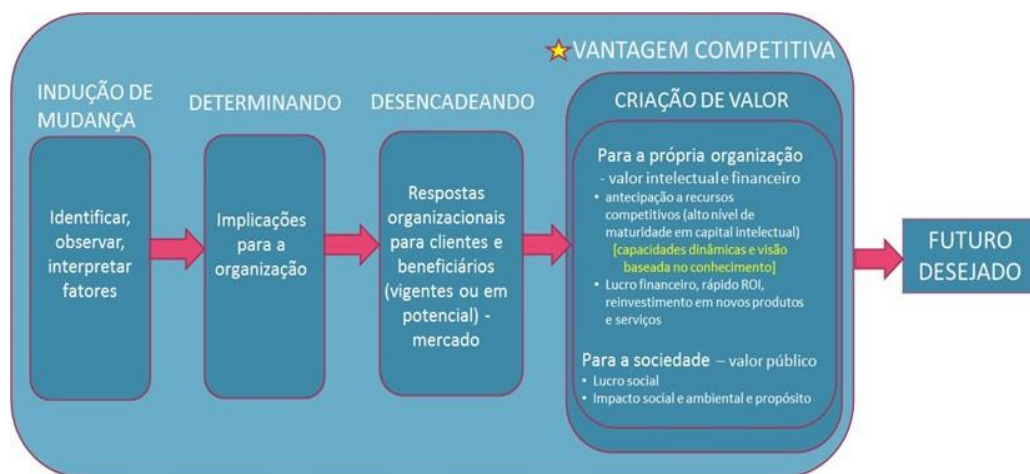 INDUÇÃO DE
MUDANÇA
Identificar,
observar,
interpretar
fatores
DETERMINANDO
Implicações
para a
organização
DESENCADEANDO
Respostas
organizacionais
para clientes e
beneficiários
(vigentes ou em
potencial) -
mercado
VANTAGEM COMPETITIVA
CRIAÇÃO DE VALOR
Para a própria organização
- valor intelectual e financeiro
• antecipação a recursos
competitivos (alto nível de
maturidade em capital intelectual)
[capacidades dinâmicas e visão
baseada no conhecimento]
• Lucro financeiro, rápido ROI,
reinvestimento em novos produtos
e serviços
Para a sociedade – valor público
• Lucro social
• Impacto social e ambiental e propósito
FUTURO
DESEJADO